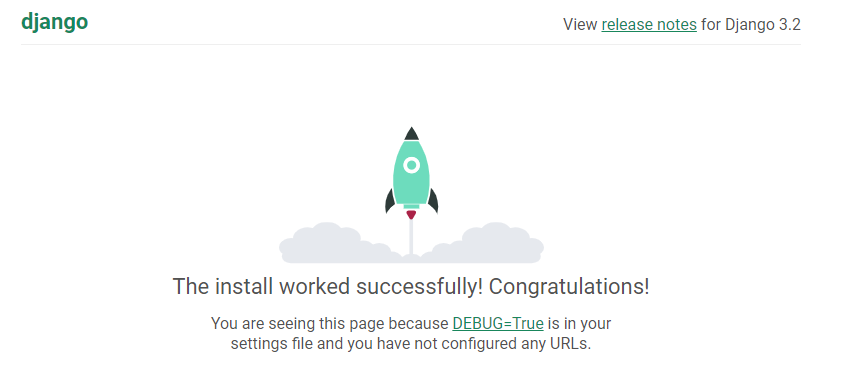 django
View release notes for Django 3.2
The install worked successfully! Congratulations!
You are seeing this page because DEBUG=True is in your
settings file and you have not configured any URLs.